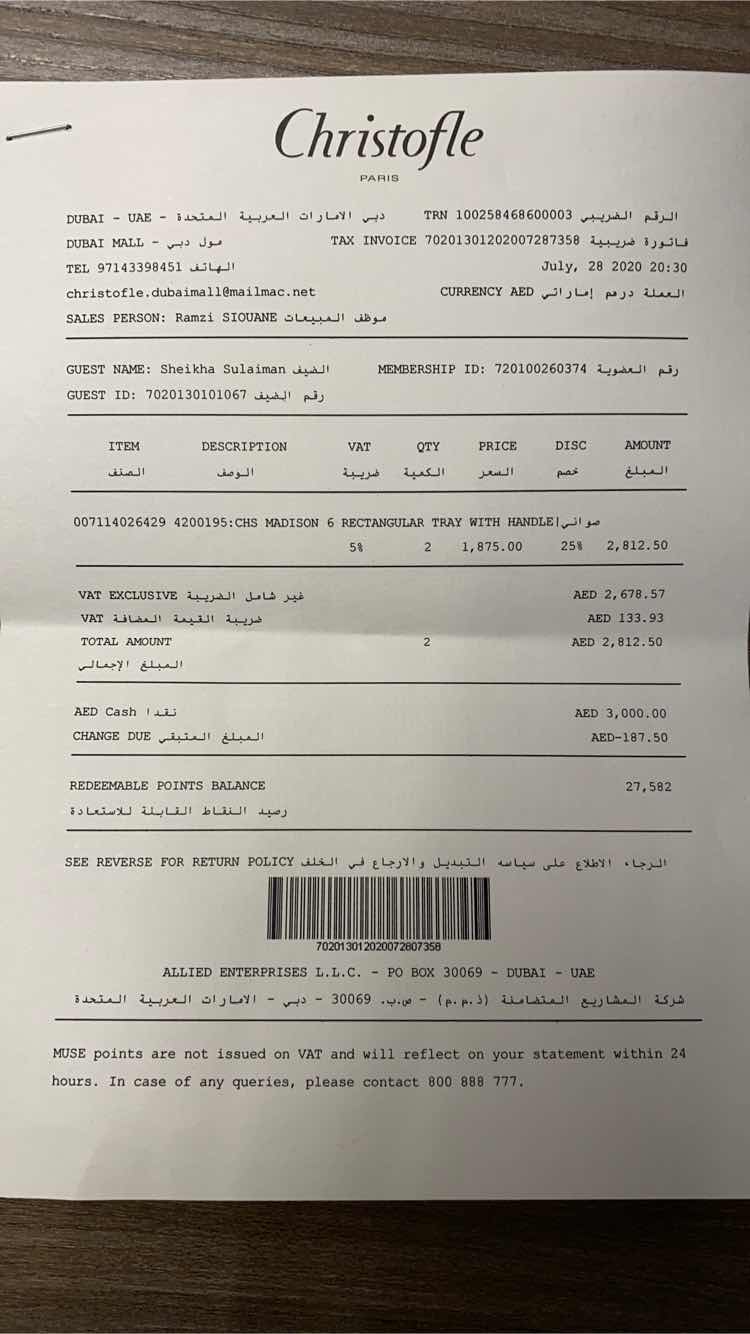 Christofle
PARIS
DUBAI - UAE - دبي الامارات العربية المتحدة TRN 100258468600003 الرقم الضريبي
DUBAI MALL - مول دبي TAX INVOICE 70201301202007287358 فاتورة ضريبية
TEL 97143398451 الهاتف July, 28 2020 20:30
christofle.dubaimall@mailmac.net CURRENCY AED العملة درهم إماراتي
SALES PERSON: Ramzi SIOUANE موظف المبيعات
GUEST NAME: Sheikha Sulaiman الضيف MEMBERSHIP ID: 720100260374 رقم العضوية
GUEST ID: 7020130101067 رقم الضيف
ITEM DESCRIPTION VAT QTY PRICE DISC AMOUNT
الصنف الوصف ضريبة الكمية السعر خصم المبلغ
007114026429 4200195:CHS MADISON 6 RECTANGULAR TRAY WITH HANDLE|صواني
5% 2 1,875.00 25% 2,812.50
VAT EXCLUSIVE غير شامل الضريبة AED 2,678.57
VAT ضريبة القيمة المضافة AED 133.93
TOTAL AMOUNT 2 AED 2,812.50
المبلغ الإجمالي
AED Cash نقدا AED 3,000.00
CHANGE DUE المبلغ المتبقي AED-187.50
REDEEMABLE POINTS BALANCE 27,582
رصيد النقاط القابلة للاستعادة
SEE REVERSE FOR RETURN POLICY الرجاء الاطلاع على سياسه التبديل والارجاع في الخلف
70201301202007287358
ALLIED ENTERPRISES L.L.C. - PO BOX 30069 - DUBAI - UAE
شركة المشاريع المتضامنة (ذ.م.م) - ص.ب. 30069 - دبي - الامارات العربية المتحدة
MUSE points are not issued on VAT and will reflect on your statement within 24
hours. In case of any queries, please contact 800 888 777.